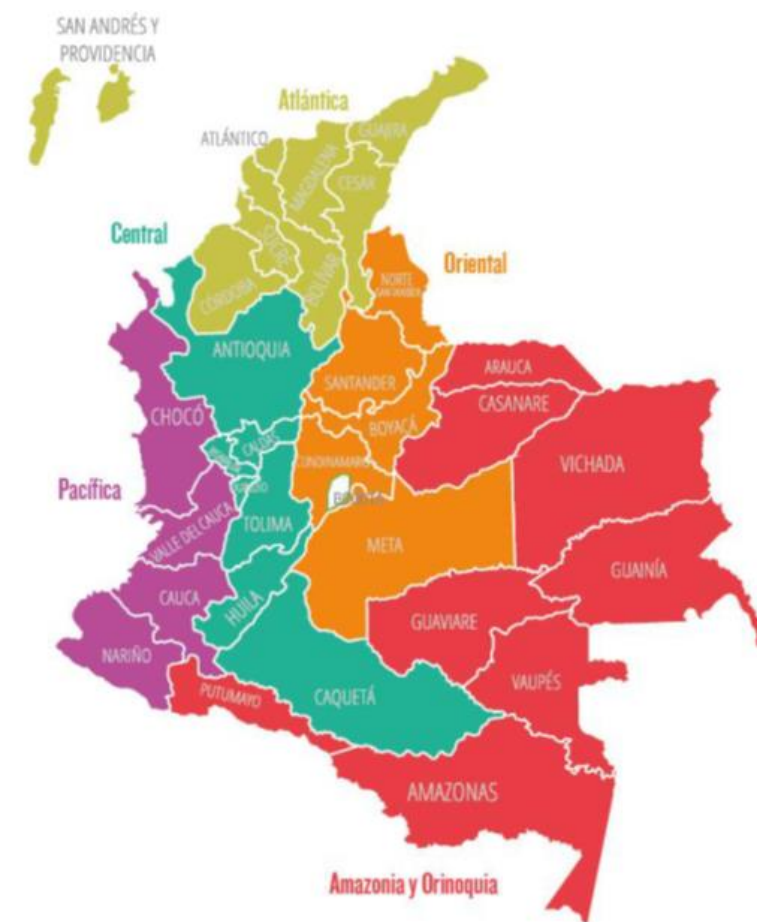 SAN ANDRÉS Y
PROVIDENCIA
Atlántica
ATLÁNTICO
GUAJIRA
MAGDALENA
CESAR
Central
SUCRE
BOLÍVAR
CÓRDOBA
Oriental
NORTE
SANTANDER
ANTIOQUIA
SANTANDER
ARAUCA
CASANARE
CHOCÓ
BOYACÁ
CALDAS
CUNDINAMARC
VICHADA
Pacífica
TOLIMA
VALLE DEL CAUCA
META
GUAINÍA
CAUCA
HUILA
GUAVIARE
NARIÑO
VAUPÉS
PUTUMAYO
CAQUETÁ
AMAZONAS
Amazonia y Orinoquia